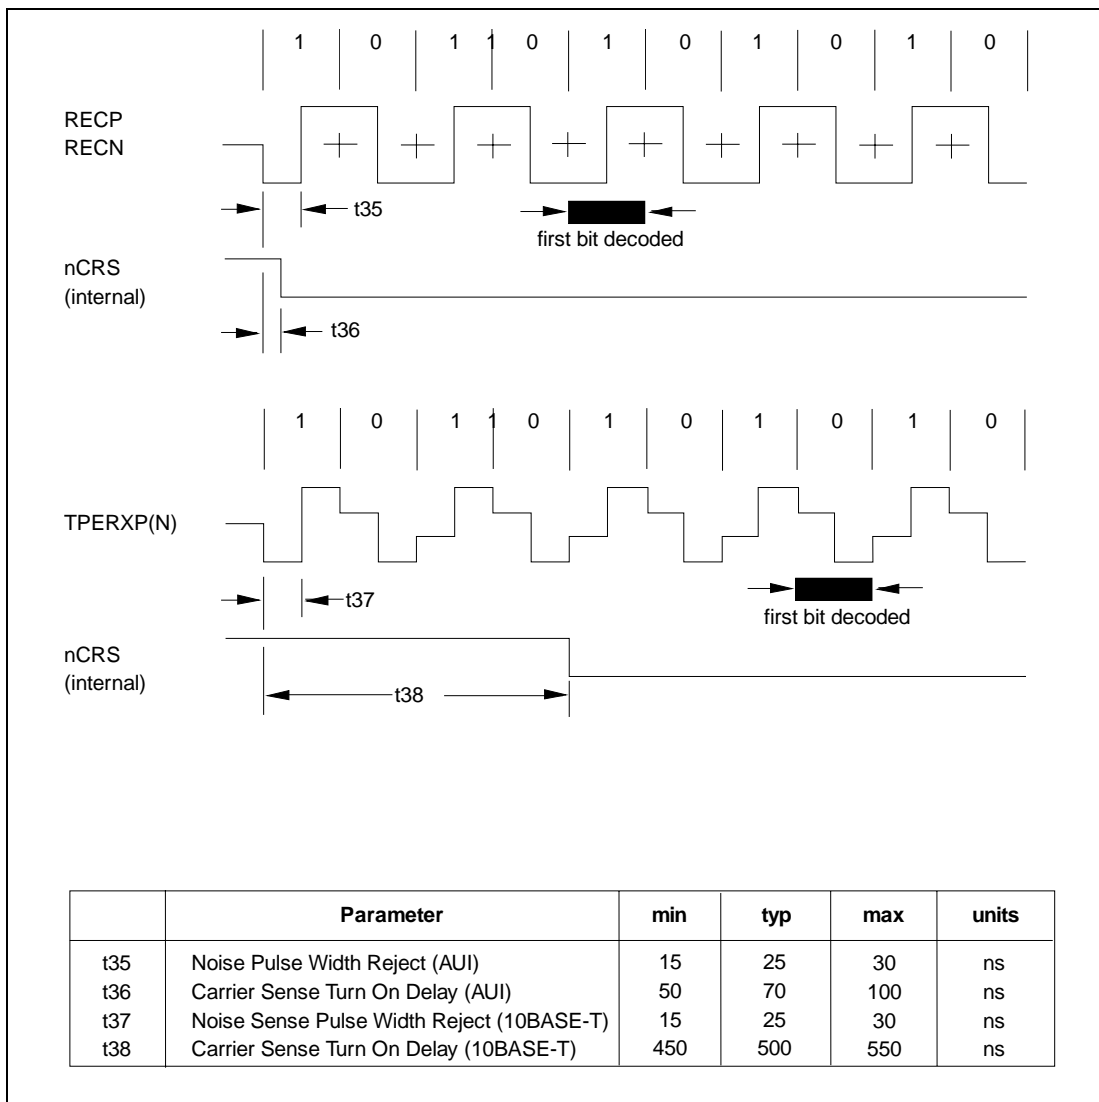 1 0 1 1 0 1 0 1 0 1 0
RECP
RECN
t35
first bit decoded
nCRS
(internal)
t36
1 0 1 1 0 1 0 1 0 1 0
TPERXP(N)
t37
first bit decoded
nCRS
(internal)
t38
Parameter min typ max units
t35 Noise Pulse Width Reject (AUI) 15 25 30 ns
t36 Carrier Sense Turn On Delay (AUI) 50 70 100 ns
t37 Noise Sense Pulse Width Reject (10BASE-T) 15 25 30 ns
t38 Carrier Sense Turn On Delay (10BASE-T) 450 500 550 ns